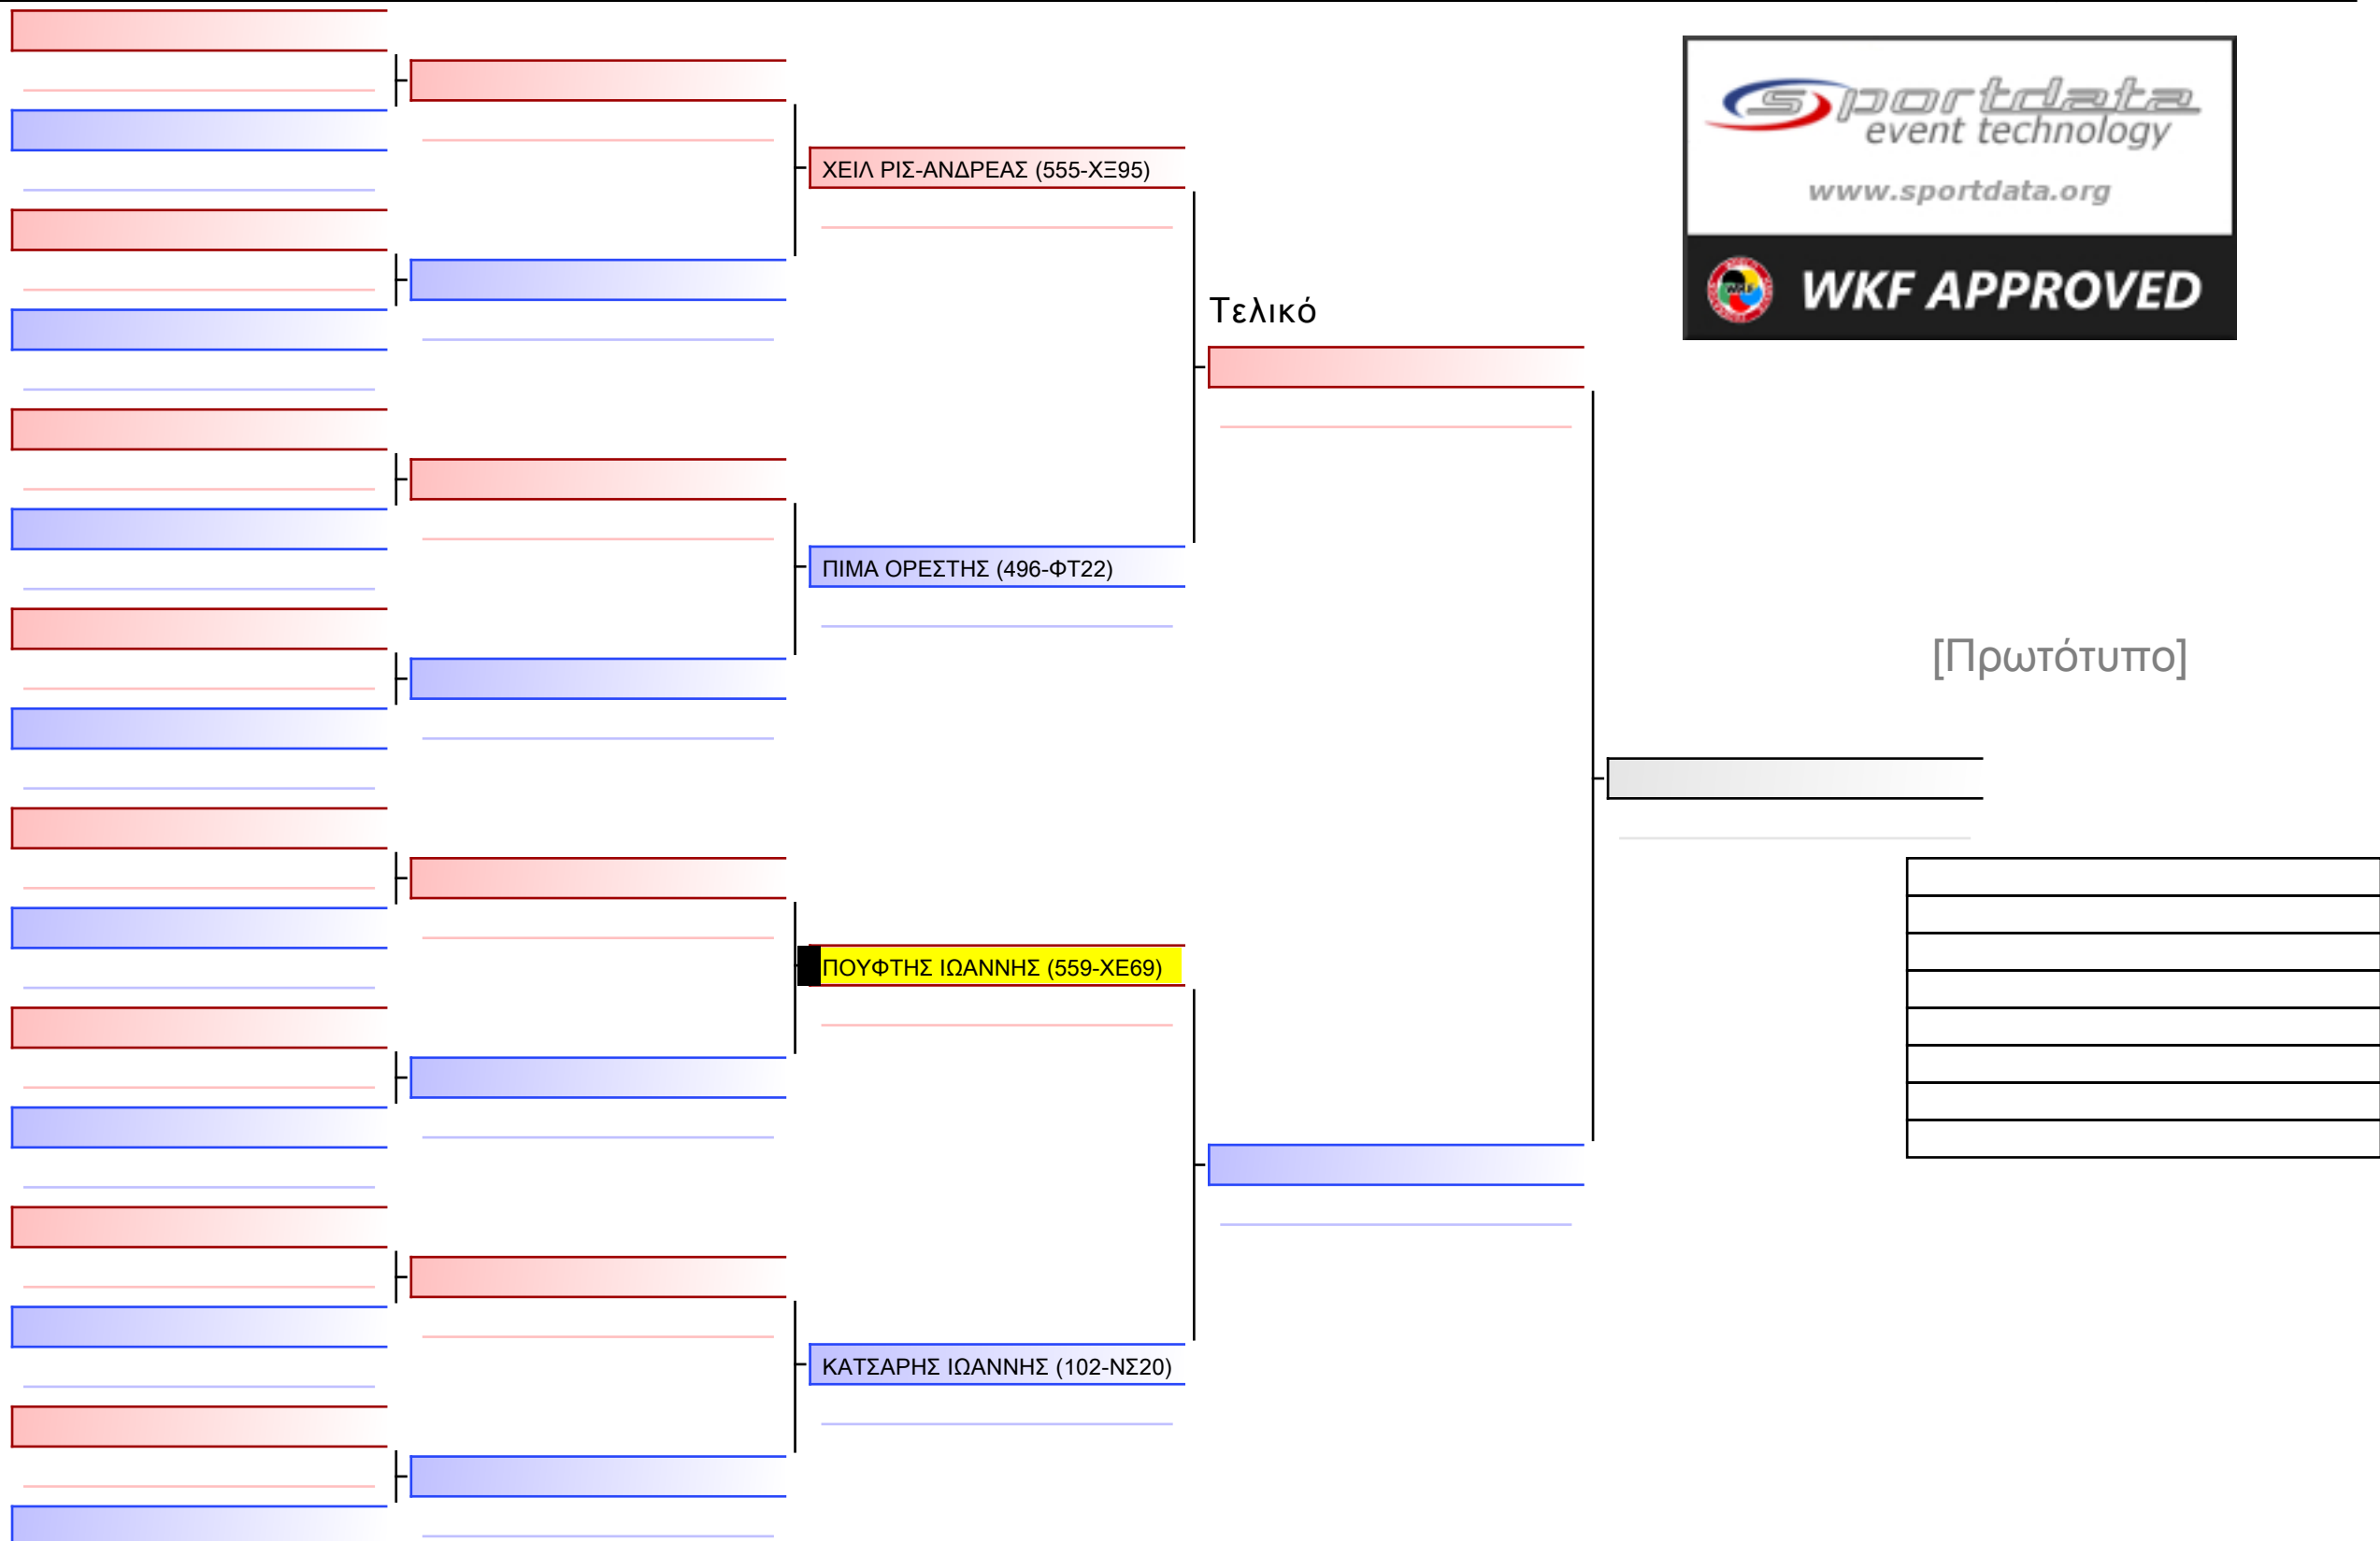 sportdata
event technology
www.sportdata.org
WKF APPROVED
ΧΕΙΛ ΡΙΣ-ΑΝΔΡΕΑΣ (555-ΧΞ95)
Τελικό
ΠΙΜΑ ΟΡΕΣΤΗΣ (496-ΦΤ22)
[Πρωτότυπο]
ΠΟΥΦΤΗΣ ΙΩΑΝΝΗΣ (559-ΧΕ69)
ΚΑΤΣΑΡΗΣ ΙΩΑΝΝΗΣ (102-ΝΣ20)